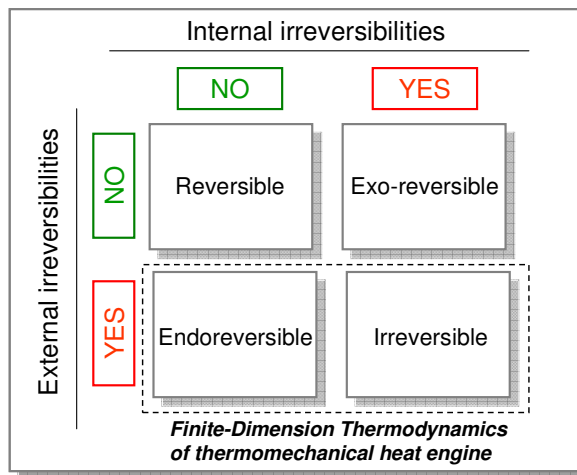 Internal irreversibilities
NO YES
External irreversibilities
NO
Reversible Exo-reversible
YES
Endoreversible Irreversible
Finite-Dimension Thermodynamics
of thermomechanical heat engine